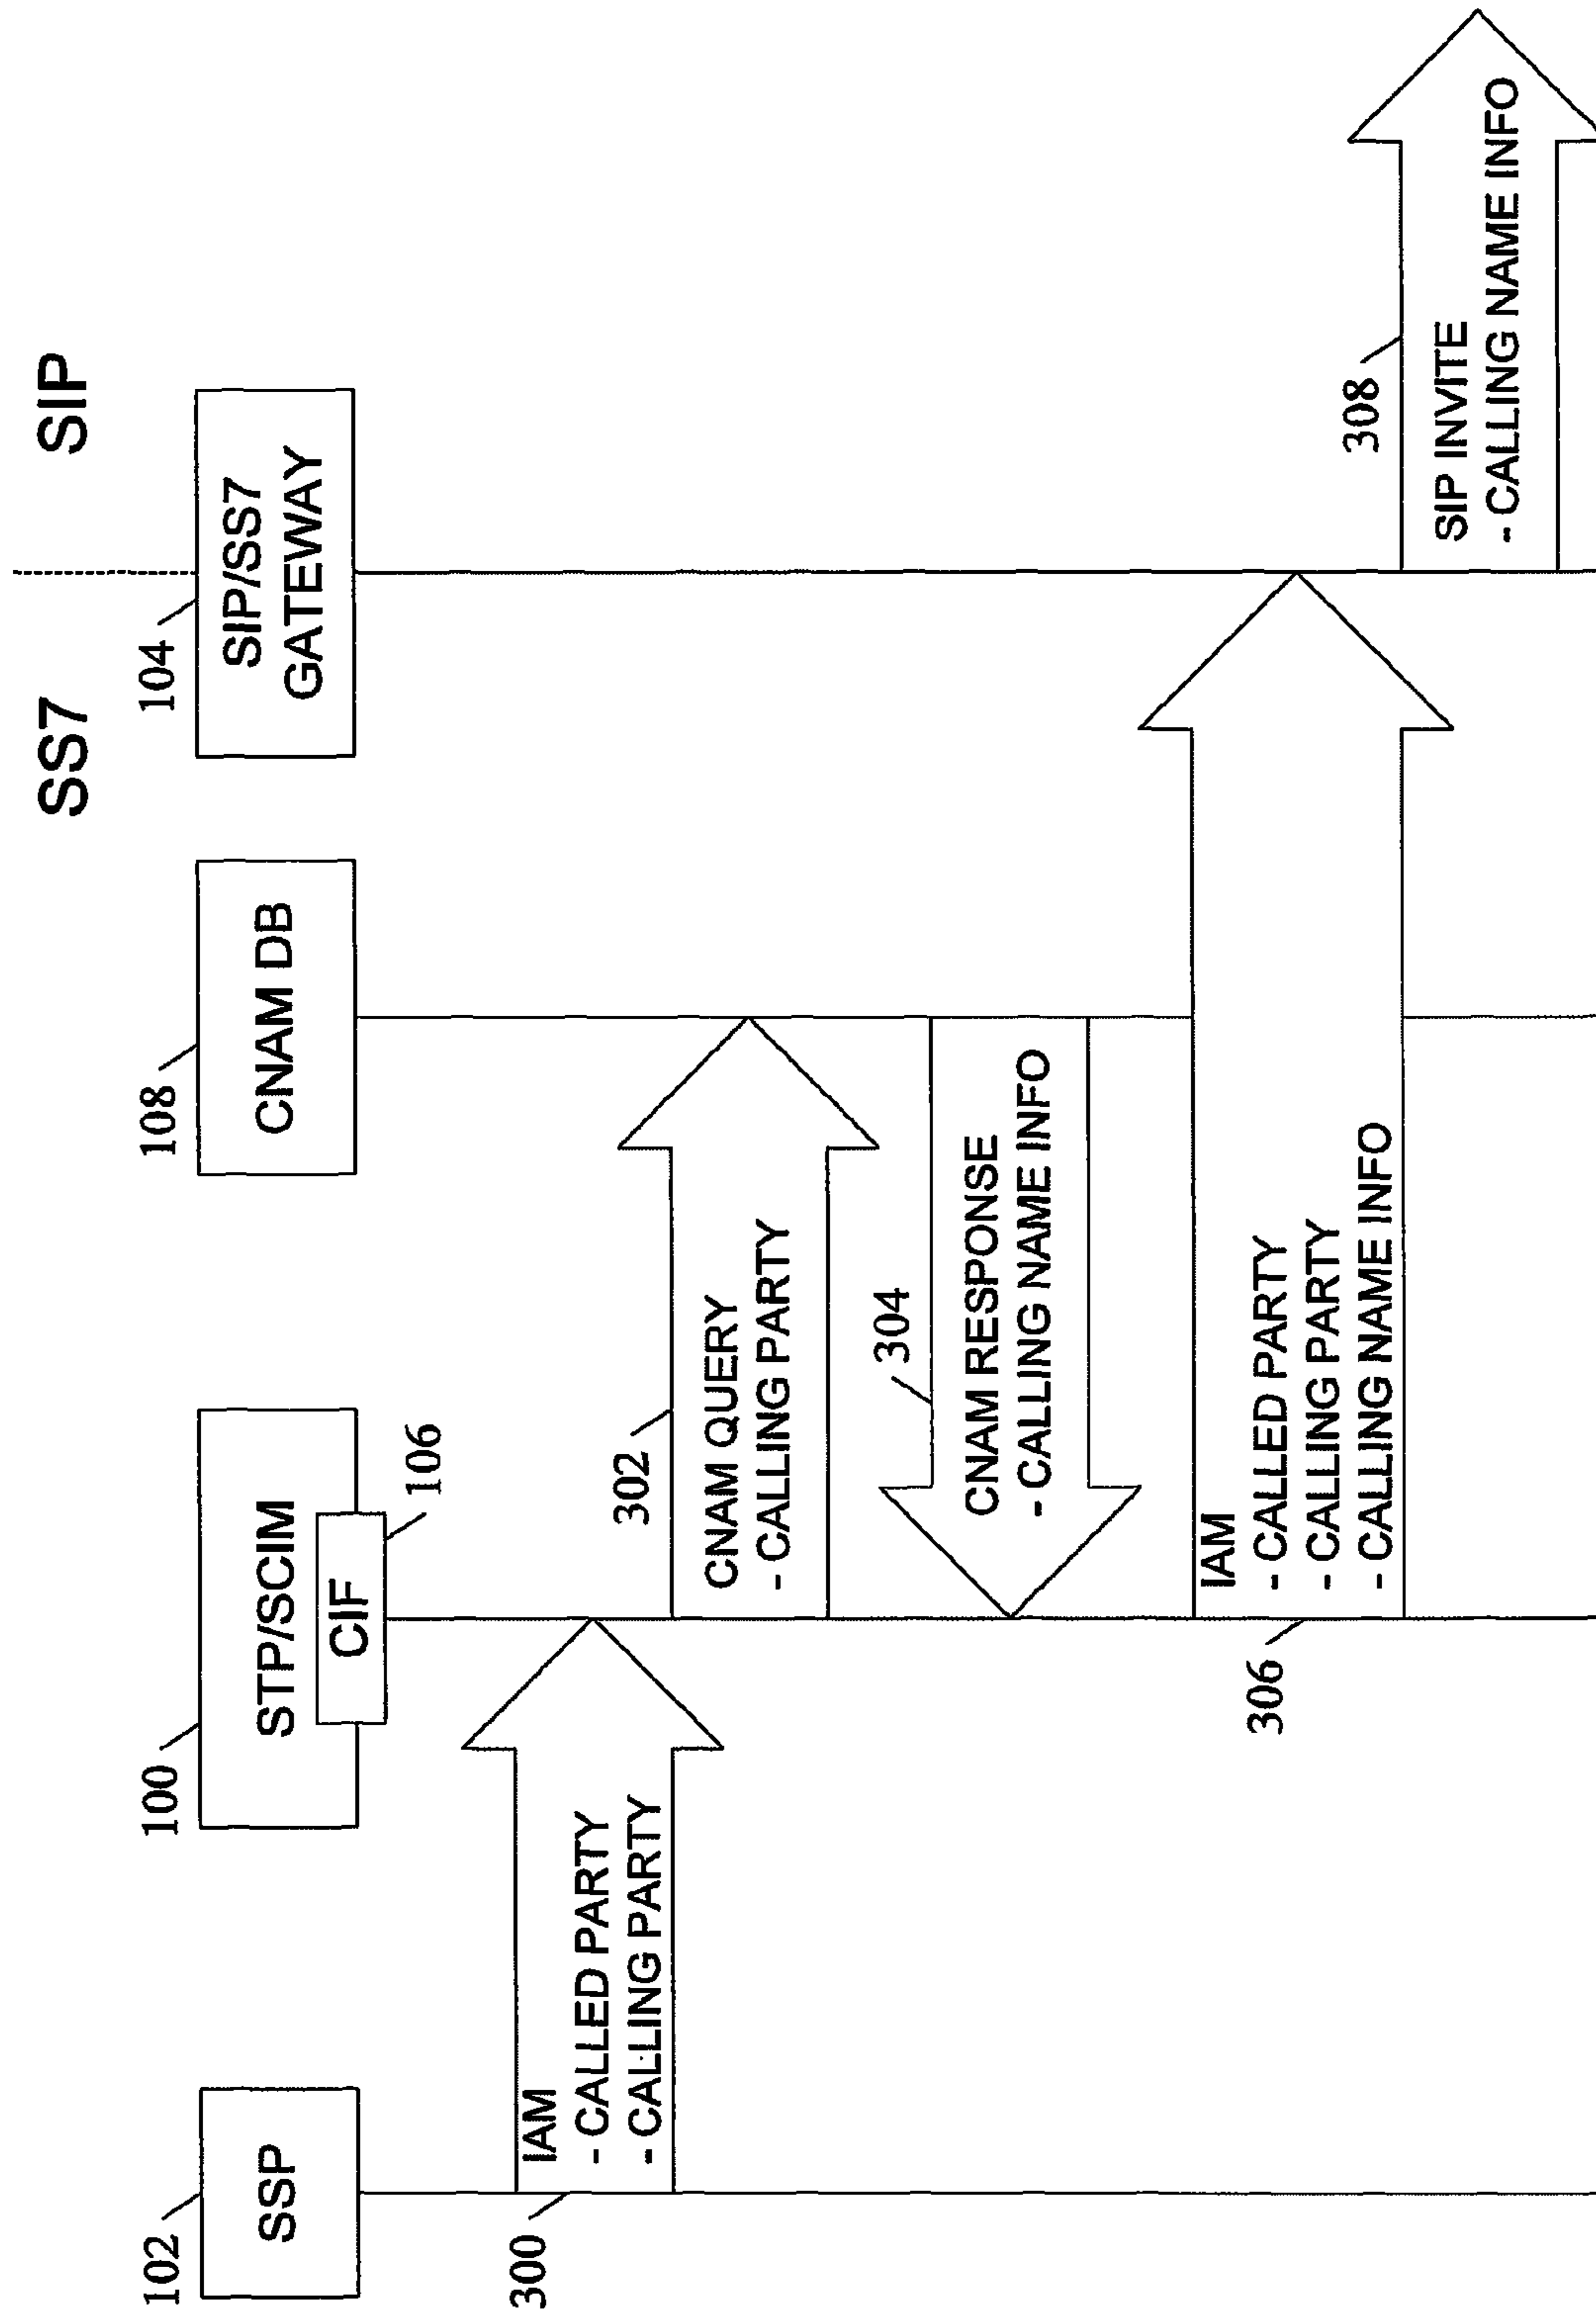 SS7
SIP
102
SSP
100
STP/SCIM
CIF
106
108
CNAM DB
104
SIP/SS7
GATEWAY
300
IAM
- CALLED PARTY
- CALLING PARTY
302
CNAM QUERY
- CALLING PARTY
304
CNAM RESPONSE
- CALLING NAME INFO
306
IAM
- CALLED PARTY
- CALLING PARTY
- CALLING NAME INFO
308
SIP INVITE
- CALLING NAME INFO